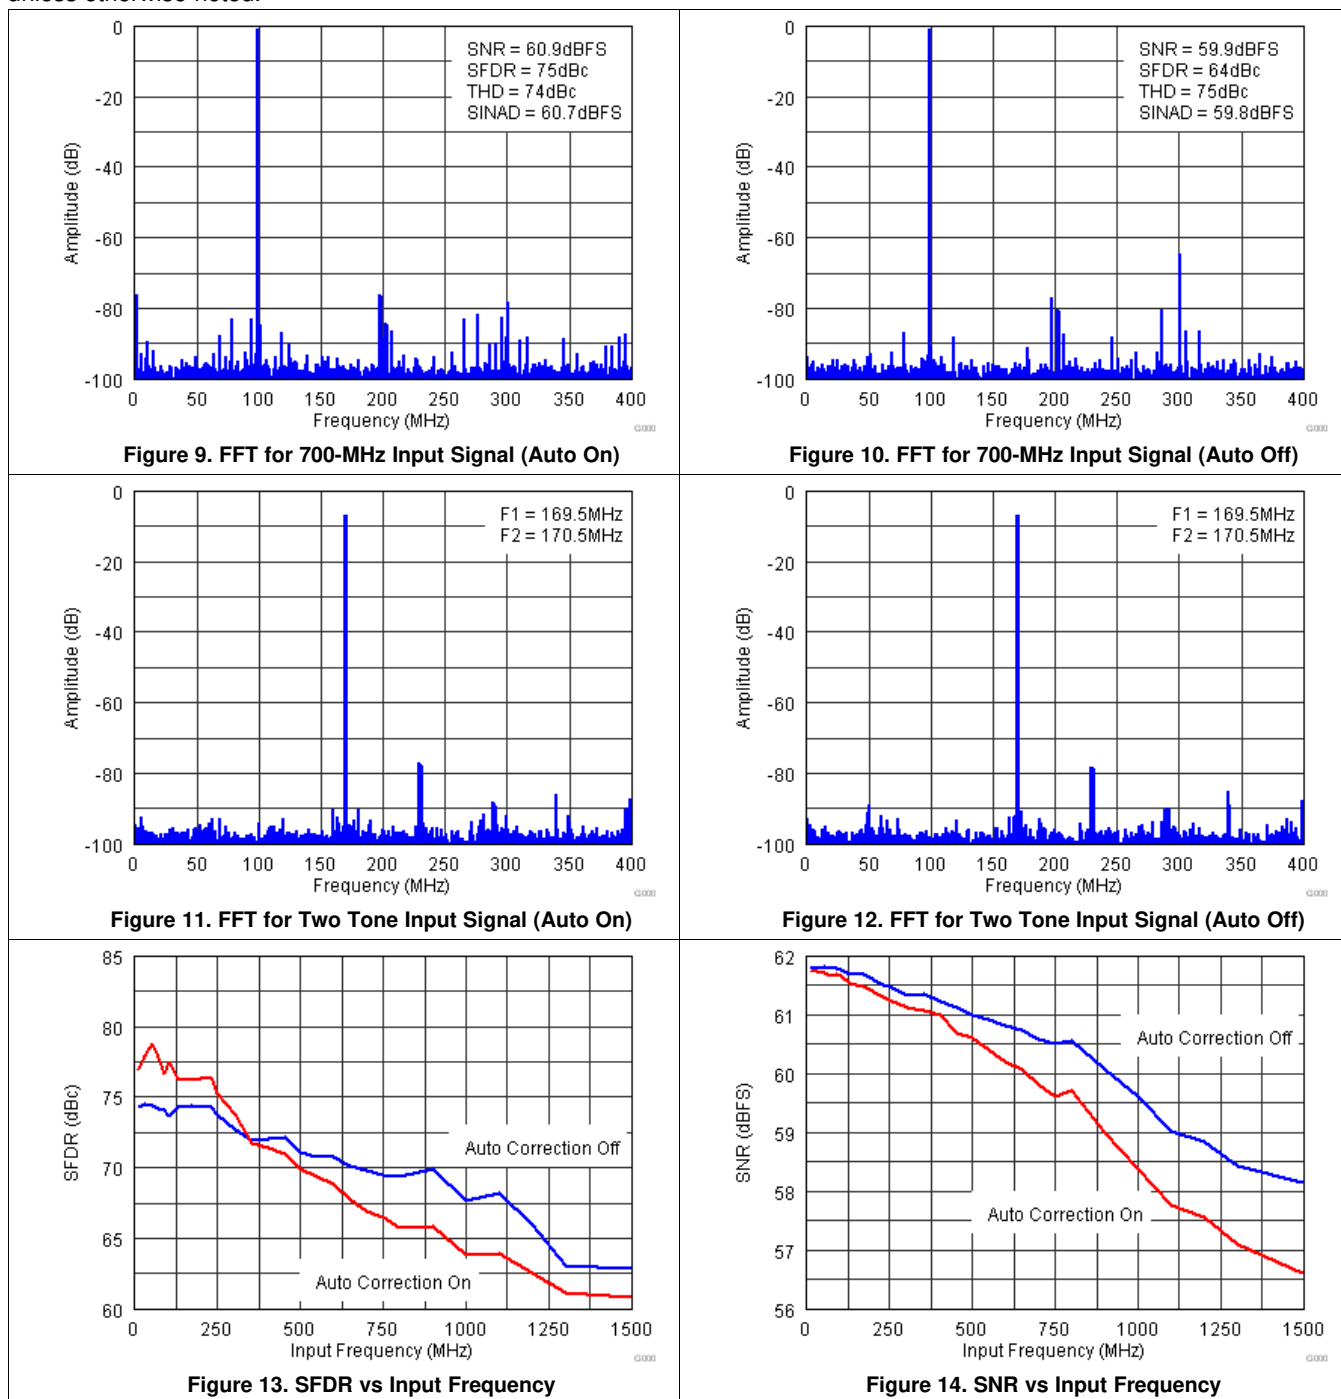 unless otherwise noted.
0
-20
-40
-60
-80
-100
Amplitude (dB)
SNR = 60.9dBFS
SFDR = 75dBc
THD = 74dBc
SINAD = 60.7dBFS
0 50 100 150 200 250 300 350 400
Frequency (MHz)
G000
Figure 9. FFT for 700-MHz Input Signal (Auto On)
0
-20
-40
-60
-80
-100
Amplitude (dB)
SNR = 59.9dBFS
SFDR = 64dBc
THD = 75dBc
SINAD = 59.8dBFS
0 50 100 150 200 250 300 350 400
Frequency (MHz)
G000
Figure 10. FFT for 700-MHz Input Signal (Auto Off)
0
-20
-40
-60
-80
-100
Amplitude (dB)
F1 = 169.5MHz
F2 = 170.5MHz
0 50 100 150 200 250 300 350 400
Frequency (MHz)
G000
Figure 11. FFT for Two Tone Input Signal (Auto On)
0
-20
-40
-60
-80
-100
Amplitude (dB)
F1 = 169.5MHz
F2 = 170.5MHz
0 50 100 150 200 250 300 350 400
Frequency (MHz)
G000
Figure 12. FFT for Two Tone Input Signal (Auto Off)
85
80
75
70
65
60
SFDR (dBc)
Auto Correction Off
Auto Correction On
0 250 500 750 1000 1250 1500
Input Frequency (MHz)
G000
Figure 13. SFDR vs Input Frequency
62
61
60
59
58
57
56
SNR (dBFS)
Auto Correction Off
Auto Correction On
0 250 500 750 1000 1250 1500
Input Frequency (MHz)
G000
Figure 14. SNR vs Input Frequency